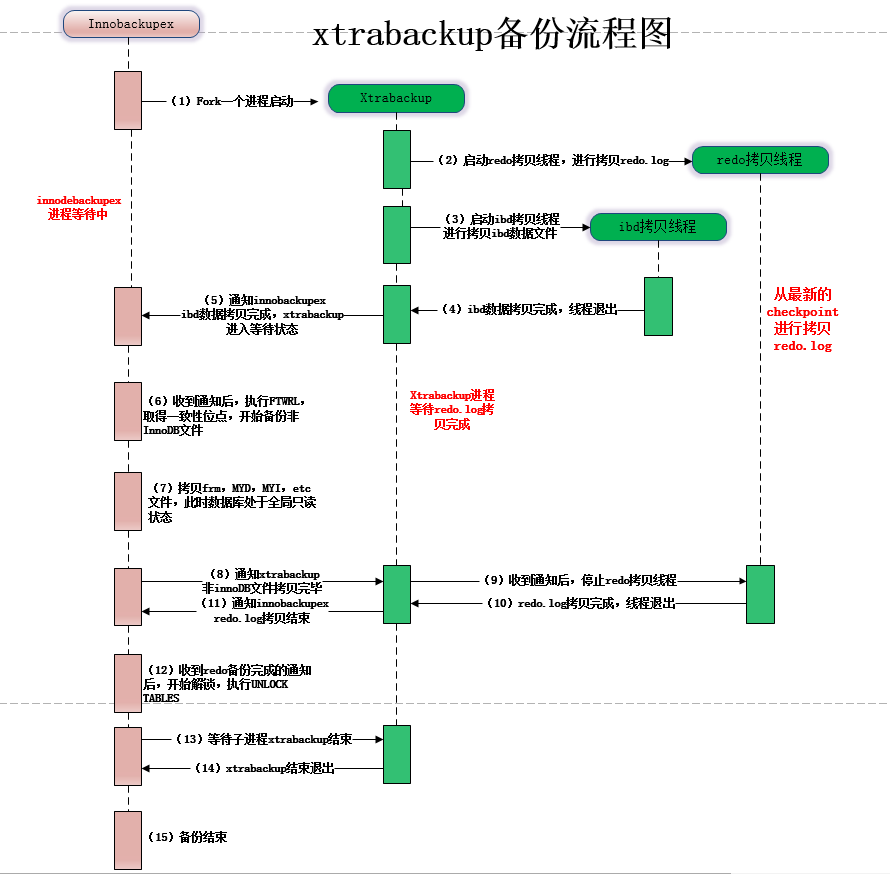 Innobackupex
xtrabackup备份流程图
（1）Fork一个进程启动
Xtrabackup
（2）启动redo拷贝线程，进行拷贝redo.log
redo拷贝线程
innodebackupex
进程等待中
（3）启动ibd拷贝线程
进行拷贝ibd数据文件
ibd拷贝线程
从最新的
checkpoint
进行拷贝
redo.log
（5）通知innobackupex
ibd数据拷贝完成，xtrabackup
进入等待状态
（4）ibd数据拷贝完成，线程退出
（6）收到通知后，执行FTWRL，
取得一致性位点，开始备份非
InnoDB文件
Xtrabackup进程
等待redo.log拷
贝完成
（7）拷贝frm，MYD，MYI，etc
文件，此时数据库处于全局只读
状态
（8）通知xtrabackup
非innoDB文件拷贝完毕
（9）收到通知后，停止redo拷贝线程
（11）通知innobackupex
redo.log拷贝结束
（10）redo.log拷贝完成，线程退出
（12）收到redo备份完成的通知
后，开始解锁，执行UNLOCK
TABLES
（13）等待子进程xtrabackup结束
（14）xtrabackup结束退出
（15）备份结束